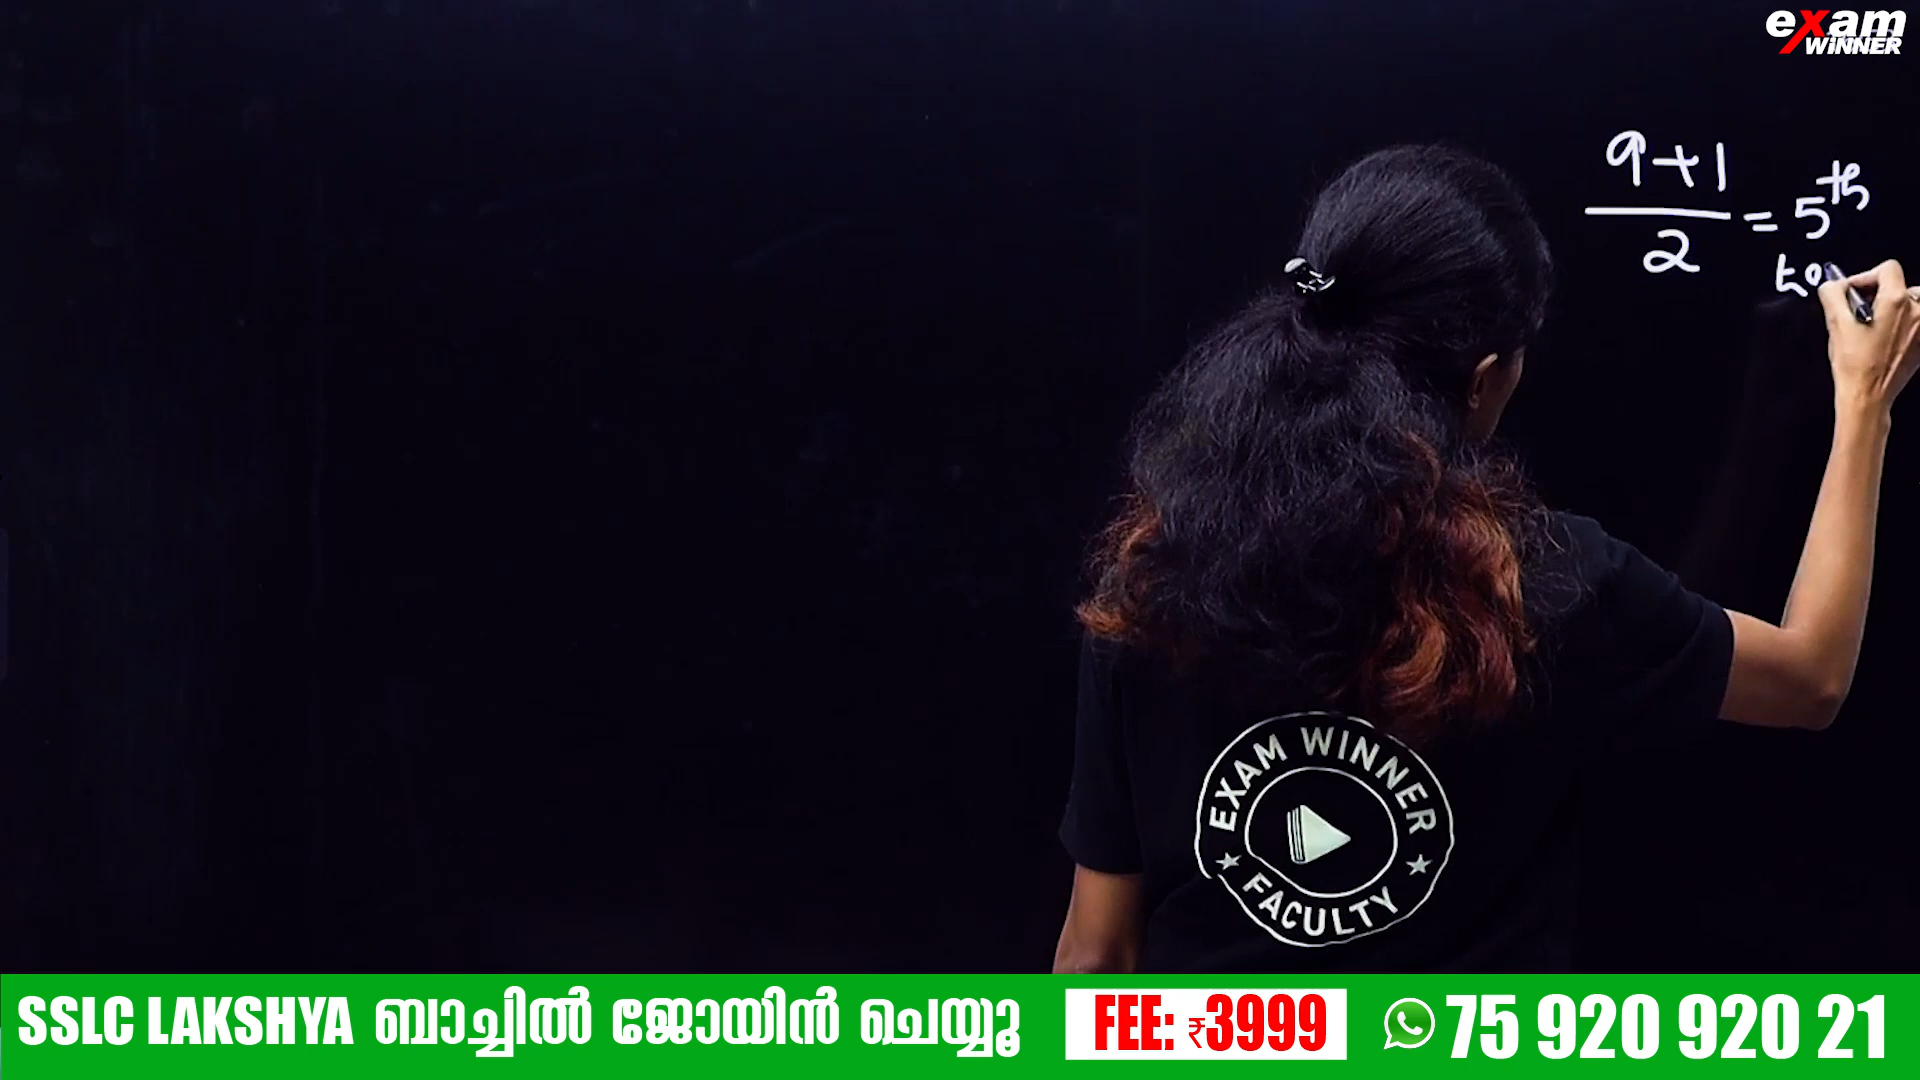 exam
WINNER
9+1
2
= 5th
EXAM WINNER
FACULTY
SSLC LAKSHYA ബാച്ചിൽ ജോയിൻ ചെയ്യൂ
FEE: ₹3999
75 920 920 21